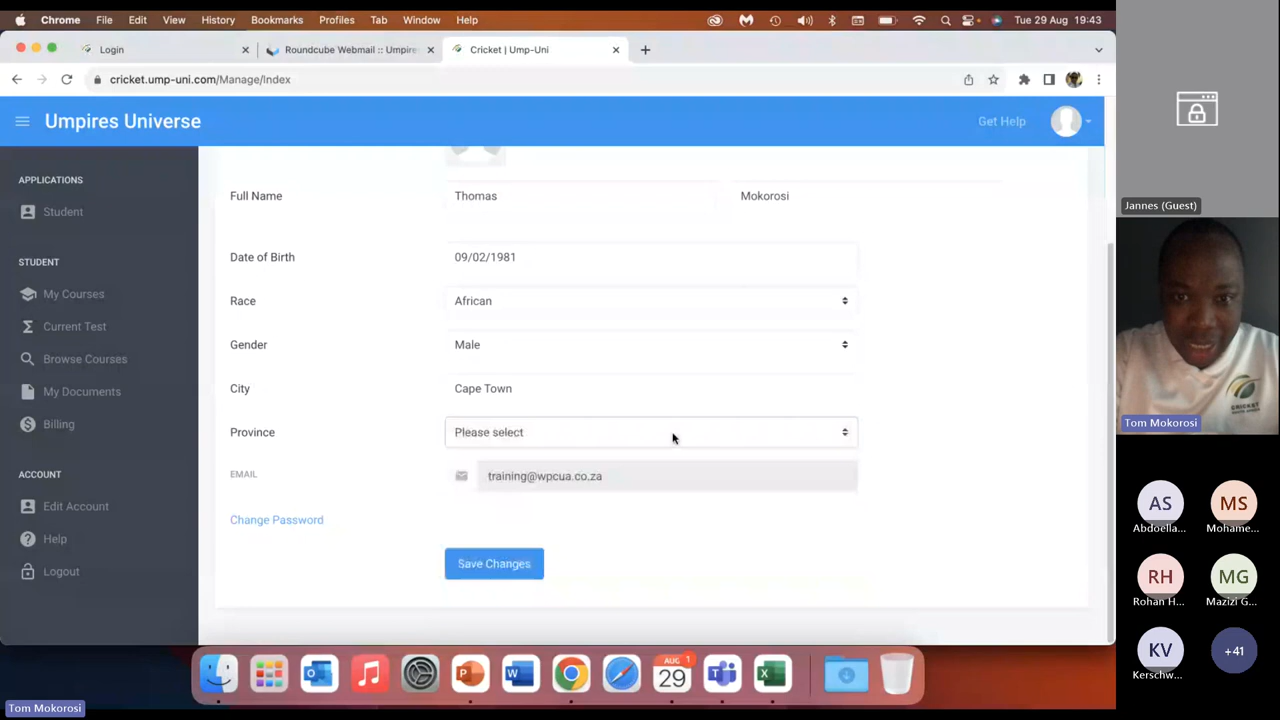 Chrome File Edit View History Bookmarks Profiles Tab Window Help Tue 29 Aug 19:43
Login Roundcube Webmail :: Umpire Cricket | Ump-Uni
cricket.ump-uni.com/Manage/Index
Umpires Universe Get Help
APPLICATIONS
Student
STUDENT
My Courses
Current Test
Browse Courses
My Documents
Billing
ACCOUNT
Edit Account
Help
Logout
Full Name Thomas Mokorosi
Date of Birth 09/02/1981
Race African
Gender Male
City Cape Town
Province Please select
EMAIL training@wpcua.co.za
Change Password
Save Changes
AUG 1
29
Tom Mokorosi
Jannes (Guest)
CRICKET
Tom Mokorosi
AS MS
Abdoella... Mohame...
RH MG
Rohan H... Mazizi G...
KV +41
Kerschw...